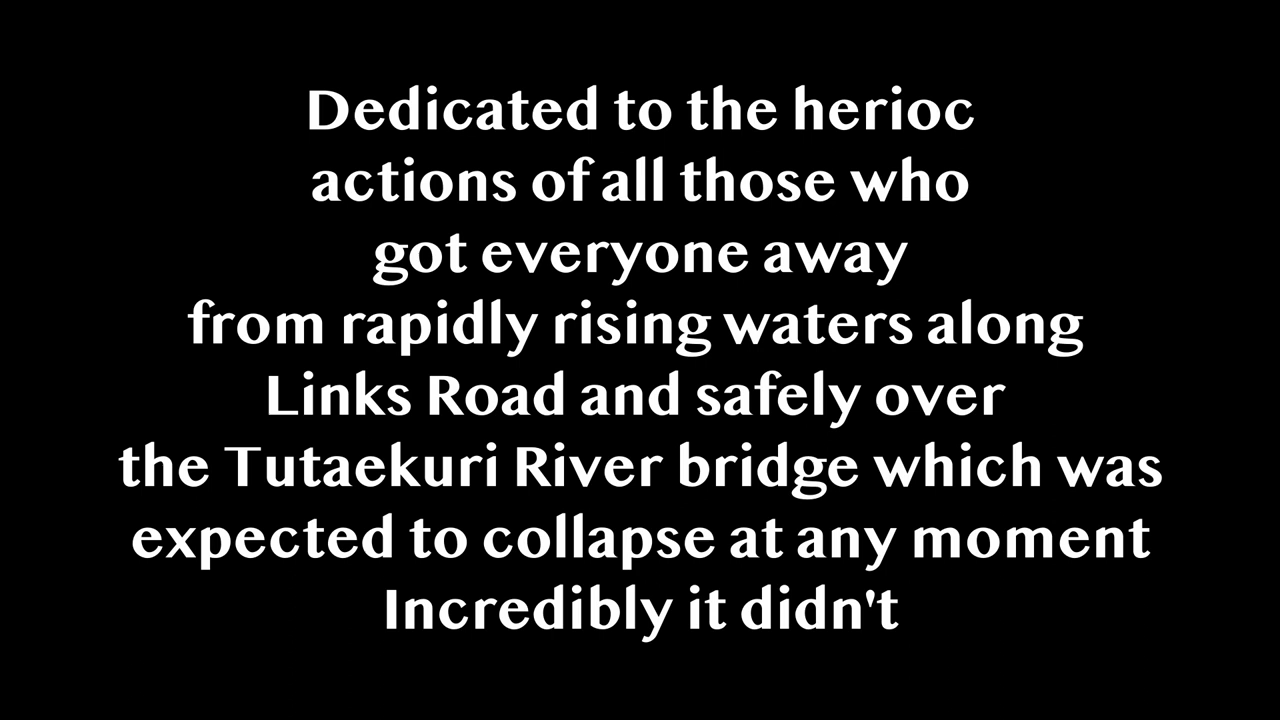 Dedicated to the herioc
actions of all those who
got everyone away
from rapidly rising waters along
Links Road and safely over
the Tutaekuri River bridge which was
expected to collapse at any moment
Incredibly it didn't